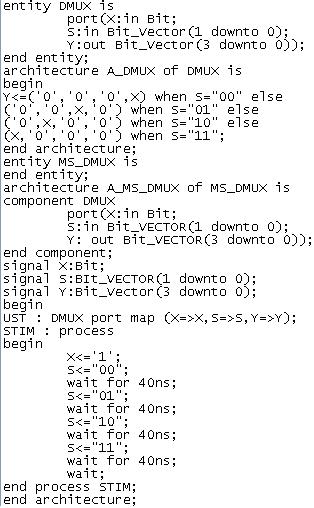 entity DMUX is
port(X:in Bit;
S:in Bit_Vector(1 downto 0);
Y:out Bit_Vector(3 downto 0));
end entity;
architecture A_DMUX of DMUX is
begin
Y<=('0','0','0',X) when S="00" else
('0','0',X,'0') when S="01" else
('0',X,'0','0') when S="10" else
(X,'0','0','0') when S="11";
end architecture;
entity MS_DMUX is
end entity;
architecture A_MS_DMUX of MS_DMUX is
component DMUX
port(X:in Bit;
S:in Bit_VECTOR(1 downto 0);
Y: out Bit_VECTOR(3 downto 0));
end component;
signal X:Bit;
signal S:BIT_VECTOR(1 downto 0);
signal Y:BIT_Vector(3 downto 0);
begin
UST : DMUX port map (X=>X,S=>S,Y=>Y);
STIM : process
begin
X<='1';
S<="00";
wait for 40ns;
S<="01";
wait for 40ns;
S<="10";
wait for 40ns;
S<="11";
wait for 40ns;
wait;
end process STIM;
end architecture;